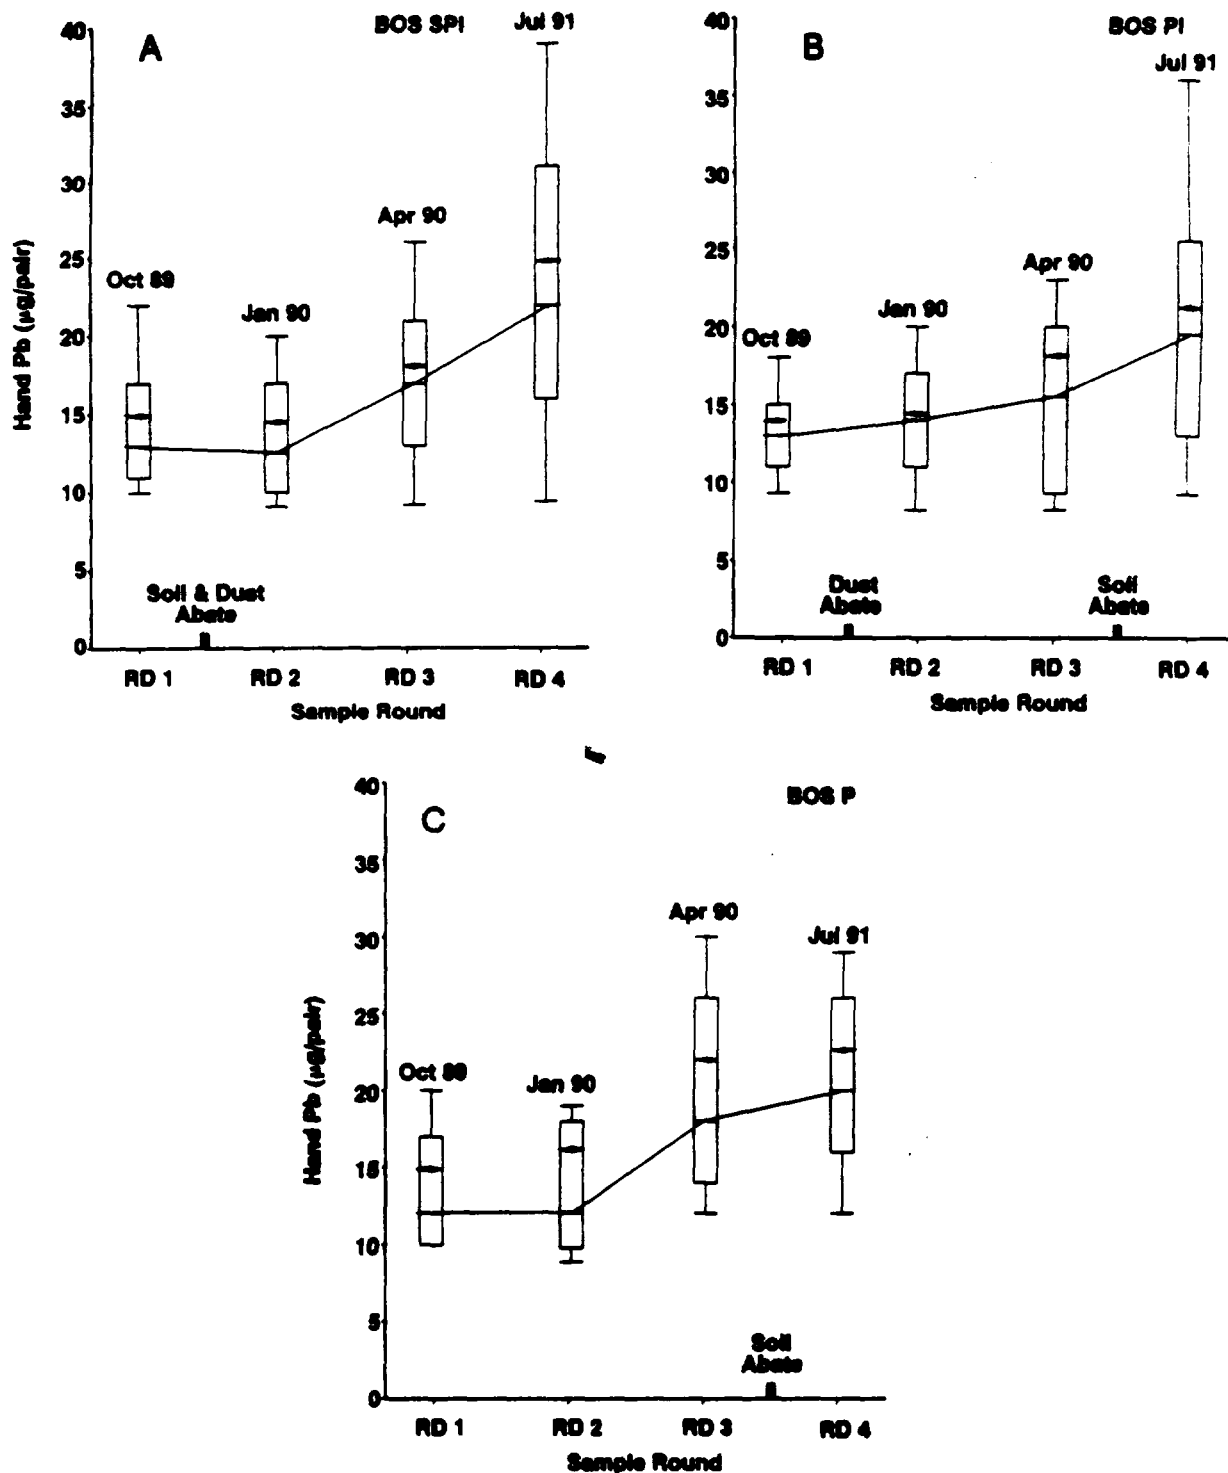 A
BOS SPI
Jul 91
40
35
30
25
20
15
10
5
0
Hand Pb (µg/pair)
Oct 89
Jan 90
Apr 90
Soil & Dust
Abate
RD 1
RD 2
RD 3
RD 4
Sample Round
B
BOS PI
Jul 91
40
35
30
25
20
15
10
5
0
Oct 89
Jan 90
Apr 90
Dust
Abate
Soil
Abate
RD 1
RD 2
RD 3
RD 4
Sample Round
C
BOS P
40
35
30
25
20
15
10
5
0
Hand Pb (µg/pair)
Oct 89
Jan 90
Apr 90
Jul 91
Soil
Abate
RD 1
RD 2
RD 3
RD 4
Sample Round